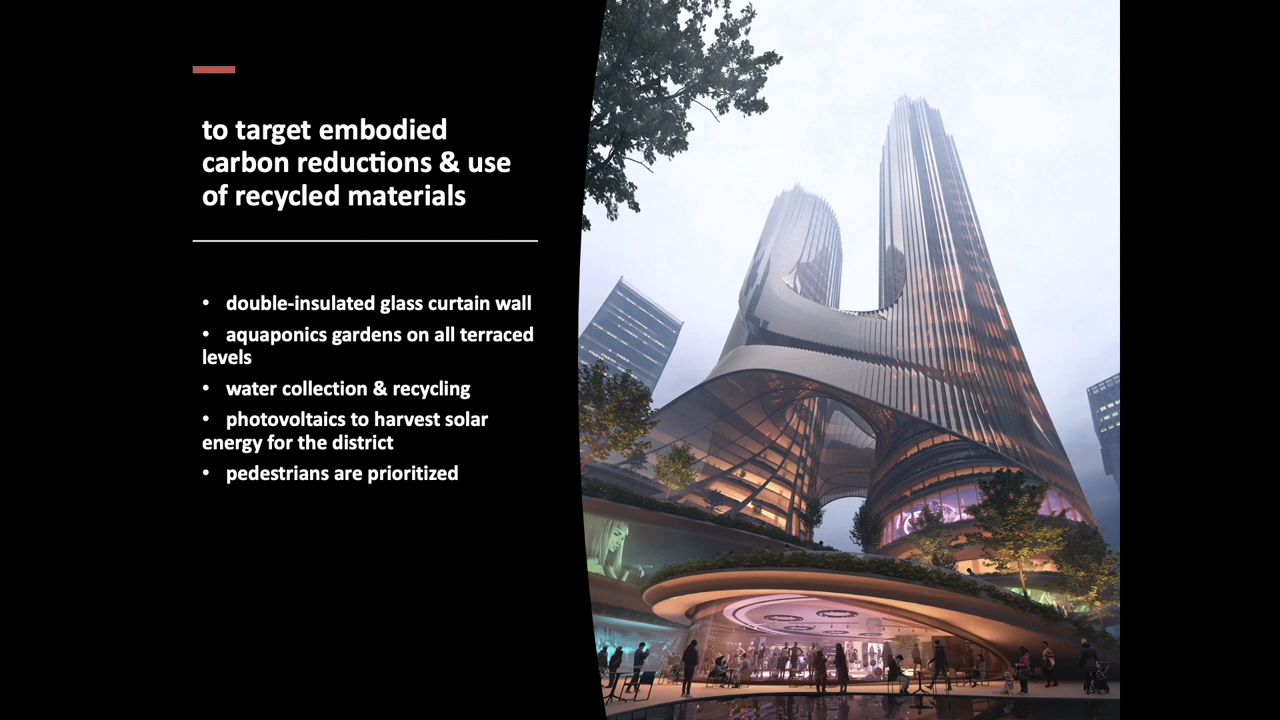 to target embodied
carbon reductions & use
of recycled materials
• double-insulated glass curtain wall
• aquaponics gardens on all terraced
levels
• water collection & recycling
• photovoltaics to harvest solar
energy for the district
• pedestrians are prioritized